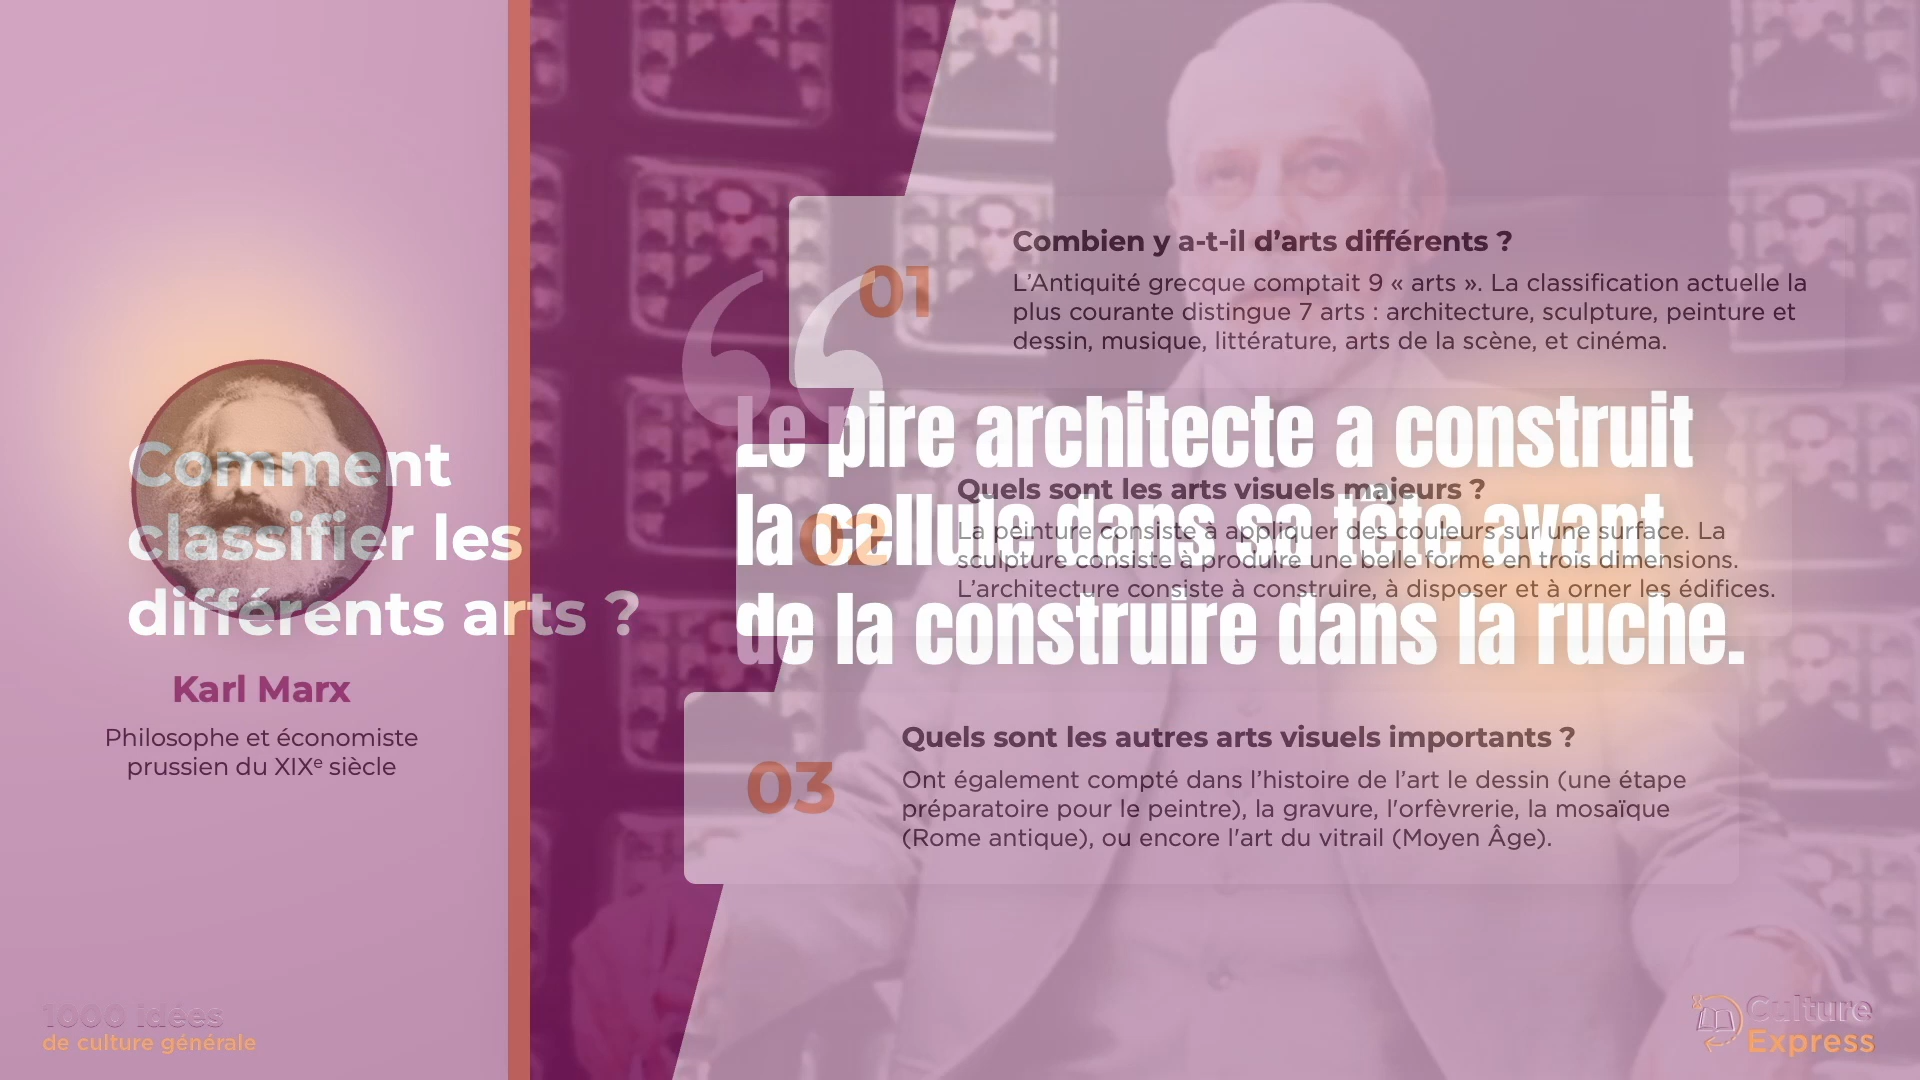 Comment
classifier les
différents arts ?
Karl Marx
Philosophe et économiste
prussien du XIXᵉ siècle
01
Combien y a-t-il d’arts différents ?
L’Antiquité grecque comptait 9 « arts ». La classification actuelle la
plus courante distingue 7 arts : architecture, sculpture, peinture et
dessin, musique, littérature, arts de la scène, et cinéma.
“
Le pire architecte a construit
la cellule dans sa tête avant
de la construire dans la ruche.
02
Quels sont les arts visuels majeurs ?
La peinture consiste à appliquer des couleurs sur une surface. La
sculpture consiste à produire une belle forme en trois dimensions.
L’architecture consiste à construire, à disposer et à orner les édifices.
03
Quels sont les autres arts visuels importants ?
Ont également compté dans l’histoire de l’art le dessin (une étape
préparatoire pour le peintre), la gravure, l'orfèvrerie, la mosaïque
(Rome antique), ou encore l'art du vitrail (Moyen Âge).
1000 idées
de culture générale
Culture
Express